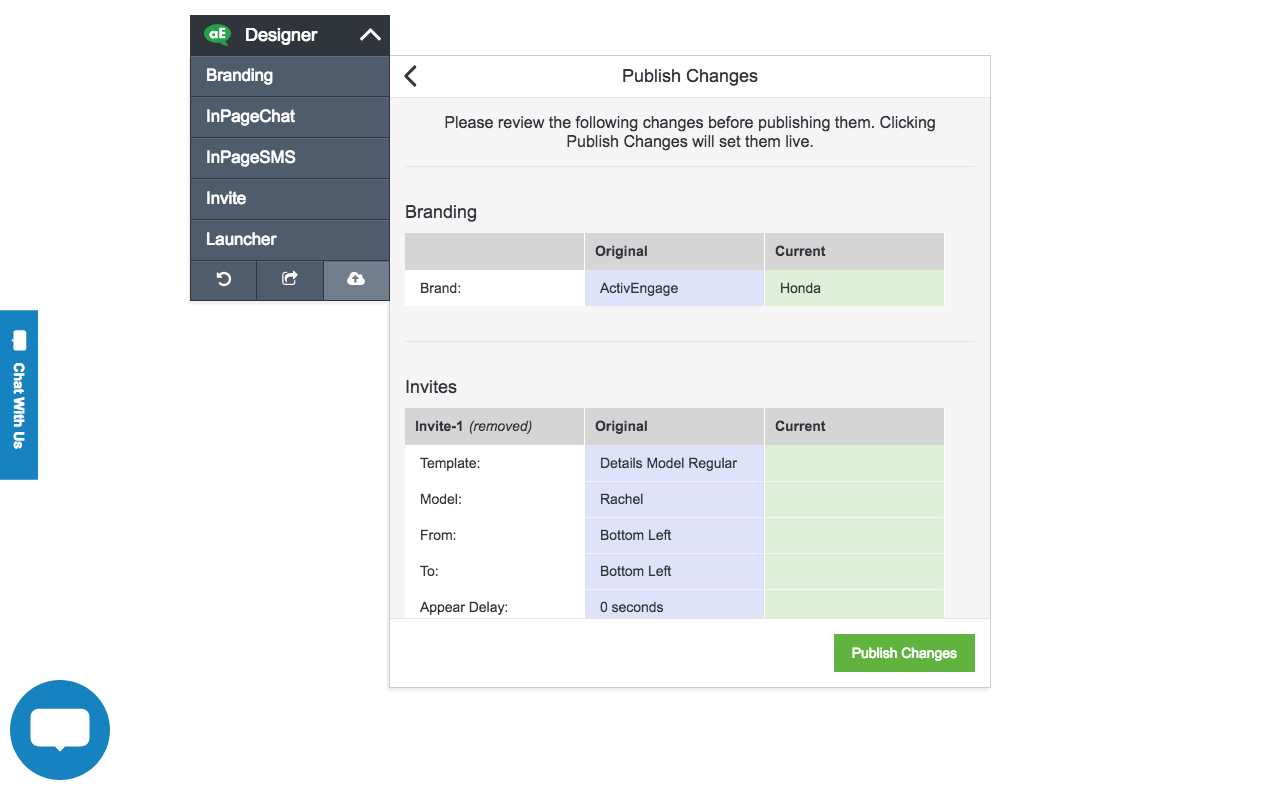 aE Designer
Branding
InPageChat
InPageSMS
Invite
Launcher
Publish Changes
Please review the following changes before publishing them. Clicking
Publish Changes will set them live.
Branding
Original Current
Brand: ActivEngage Honda
Invites
Invite-1 (removed) Original Current
Template: Details Model Regular
Model: Rachel
From: Bottom Left
To: Bottom Left
Appear Delay: 0 seconds
Publish Changes
Chat With Us